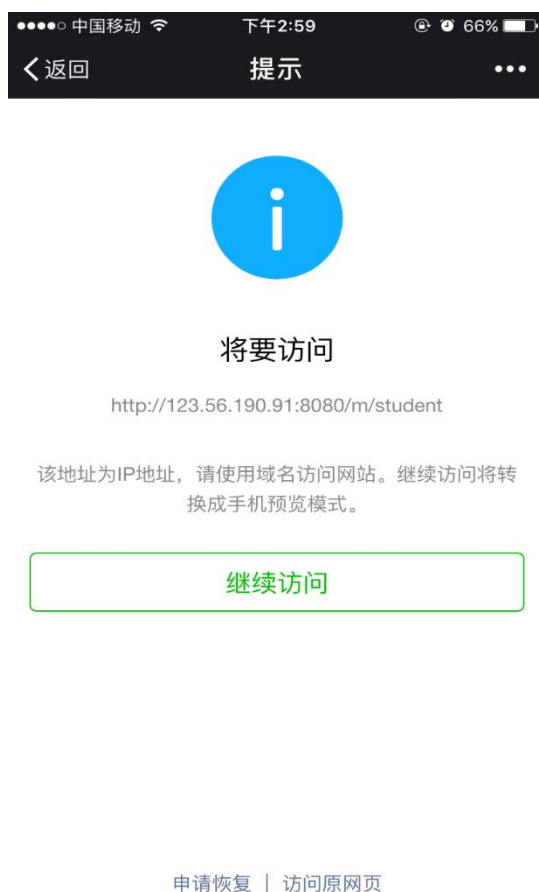 中国移动 下午2:59 66%
返回 提示
将要访问
http://123.56.190.91:8080/m/student
该地址为IP地址，请使用域名访问网站。继续访问将转
换成手机预览模式。
继续访问
申请恢复 | 访问原网页